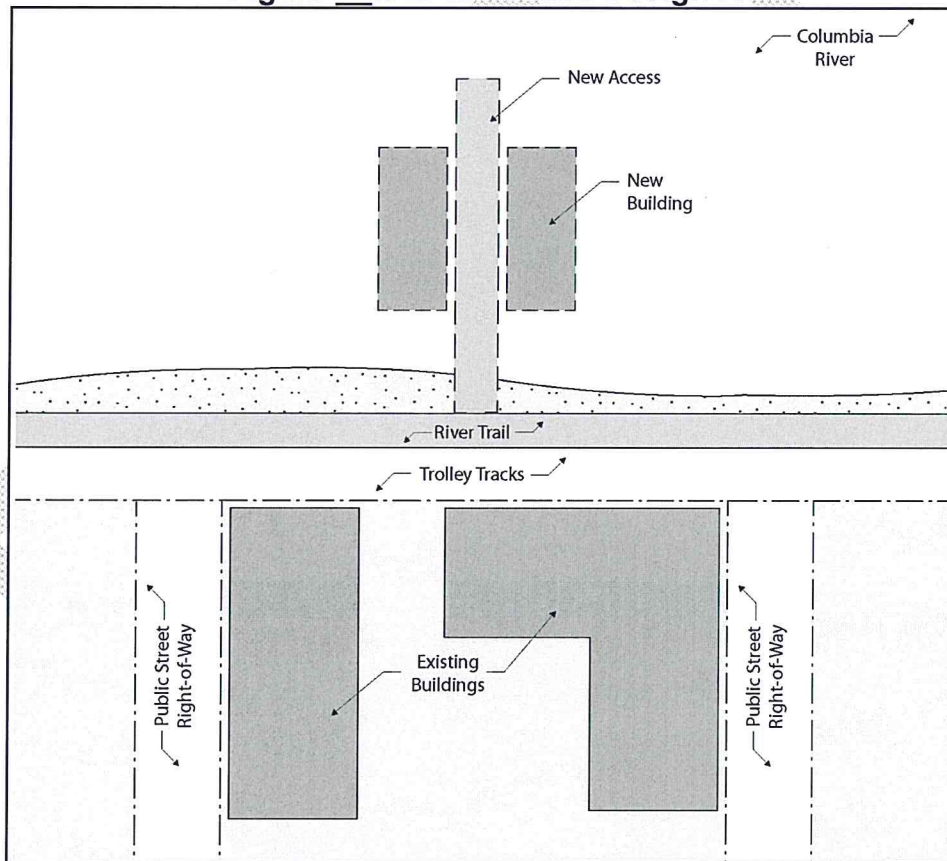 Columbia
River
New Access
New
Building
River Trail
Trolley Tracks
Public Street
Right-of-Way
Existing
Buildings
Public Street
Right-of-Way